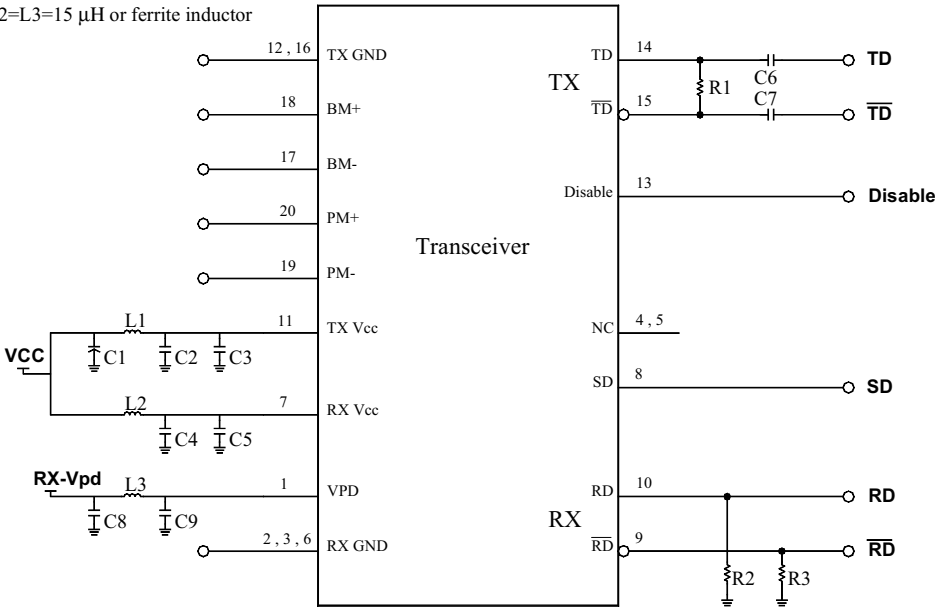 2=L3=15 μH or ferrite inductor
12 , 16 TX GND TD 14 TD
TX C6
R1
C7
18 BM+ TD 15 TD
17 BM-
Disable 13 Disable
20 PM+
Transceiver
19 PM-
L1 11 TX Vcc NC 4 , 5
VCC C1 C2 C3
SD 8 SD
L2 7 RX Vcc
C4 C5
RX-Vpd L3 1 VPD RD 10 RD
C8 C9 RX
2 , 3 , 6 RX GND RD 9 RD
R2 R3